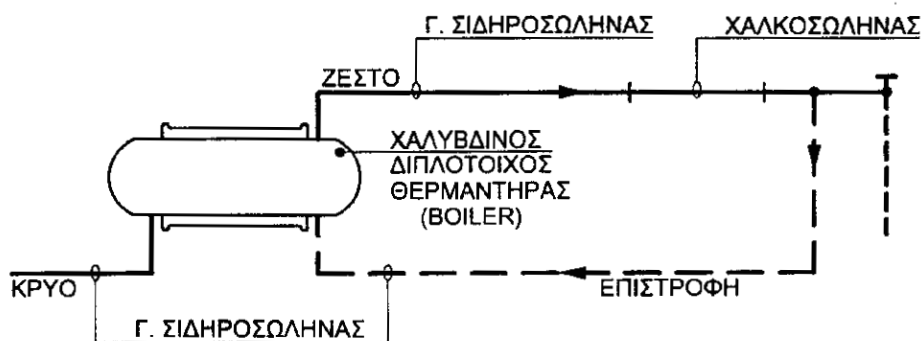 Γ. ΣΙΔΗΡΟΣΩΛΗΝΑΣ
ΧΑΛΚΟΣΩΛΗΝΑΣ
ΖΕΣΤΟ
ΧΑΛΥΒΔΙΝΟΣ
ΔΙΠΛΟΤΟΙΧΟΣ
ΘΕΡΜΑΝΤΗΡΑΣ
(BOILER)
ΚΡΥΟ
ΕΠΙΣΤΡΟΦΗ
Γ. ΣΙΔΗΡΟΣΩΛΗΝΑΣ